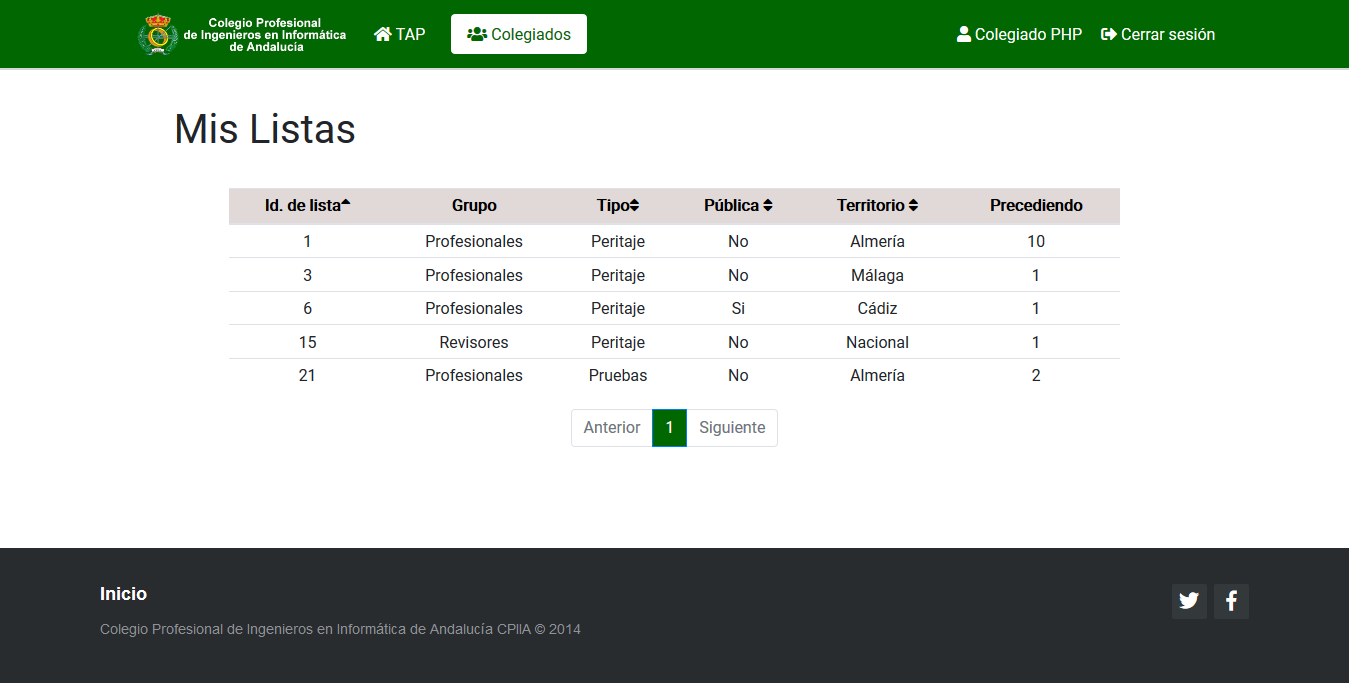 Colegio Profesional
de Ingenieros en Informática
de Andalucía
TAP
Colegiados
Colegiado PHP
Cerrar sesión
Mis Listas
Id. de lista Grupo Tipo Pública Territorio Precediendo
1 Profesionales Peritaje No Almería 10
3 Profesionales Peritaje No Málaga 1
6 Profesionales Peritaje Si Cádiz 1
15 Revisores Peritaje No Nacional 1
21 Profesionales Pruebas No Almería 2
Anterior 1 Siguiente
Inicio
Colegio Profesional de Ingenieros en Informática de Andalucía CPIIA © 2014